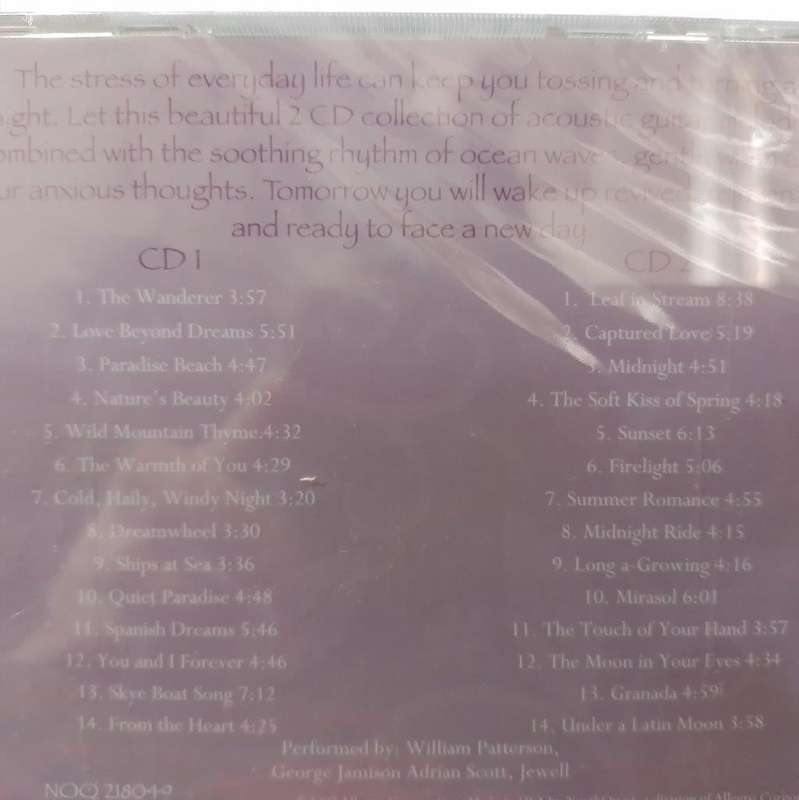 The stress of everyday life can keep you tossing and turning
Let this beautiful 2 CD collection of acoustic
combined with the soothing rhythm of ocean waves,
anxious thoughts. Tomorrow you will wake up revived
and ready to face a new day
CD 1
1. The Wanderer 3:57
2. Love Beyond Dreams 5:51
3. Paradise Beach 4:47
4. Nature's Beauty 4:02
5. Wild Mountain Thyme 4:32
6. The Warmth of You 4:29
7. Cold, Haily, Windy Night 3:20
8. Dreamwheel 3:30
9. Ships at Sea 3:36
10. Quiet Paradise 4:48
11. Spanish Dreams 5:46
12. You and I Forever 4:46
13. Skye Boat Song 7:12
14. From the Heart 4:25
CD 2
1. Leaf in Stream 8:38
2. Captured Love 5:19
3. Midnight 4:51
4. The Soft Kiss of Spring 4:18
5. Sunset 6:13
6. Firelight 5:06
7. Summer Romance 4:55
8. Midnight Ride 4:15
9. Long a-Growing 4:16
10. Mirasol 6:01
11. The Touch of Your Hand 3:57
12. The Moon in Your Eyes 4:34
13. Granada 4:59
14. Under a Latin Moon 3:58
Performed by: William Patterson,
George Jamison Adrian Scott, Jewell
NOQ 21804-9